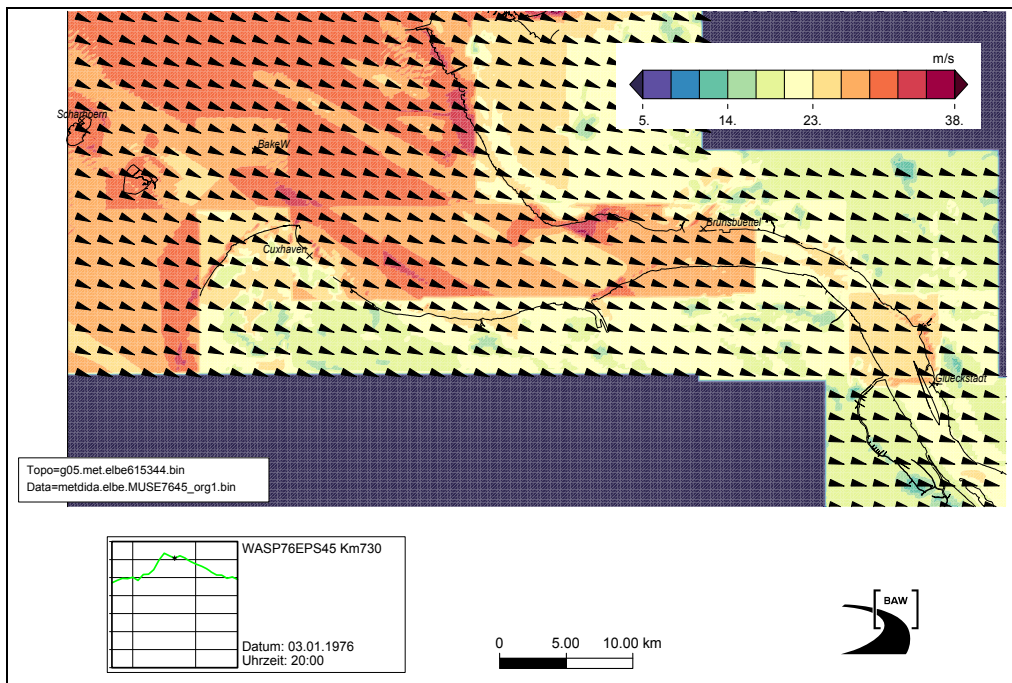 m/s
5. 14. 23. 38.
Scharhoern
BakeW
Brunsbuettel
Cuxhaven
Glueckstadt
Topo=g05.met.elbe615344.bin
Data=metdida.elbe.MUSE7645_org1.bin
WASP76EPS45 Km730
Datum: 03.01.1976
Uhrzeit: 20:00
0 5.00 10.00 km
BAW